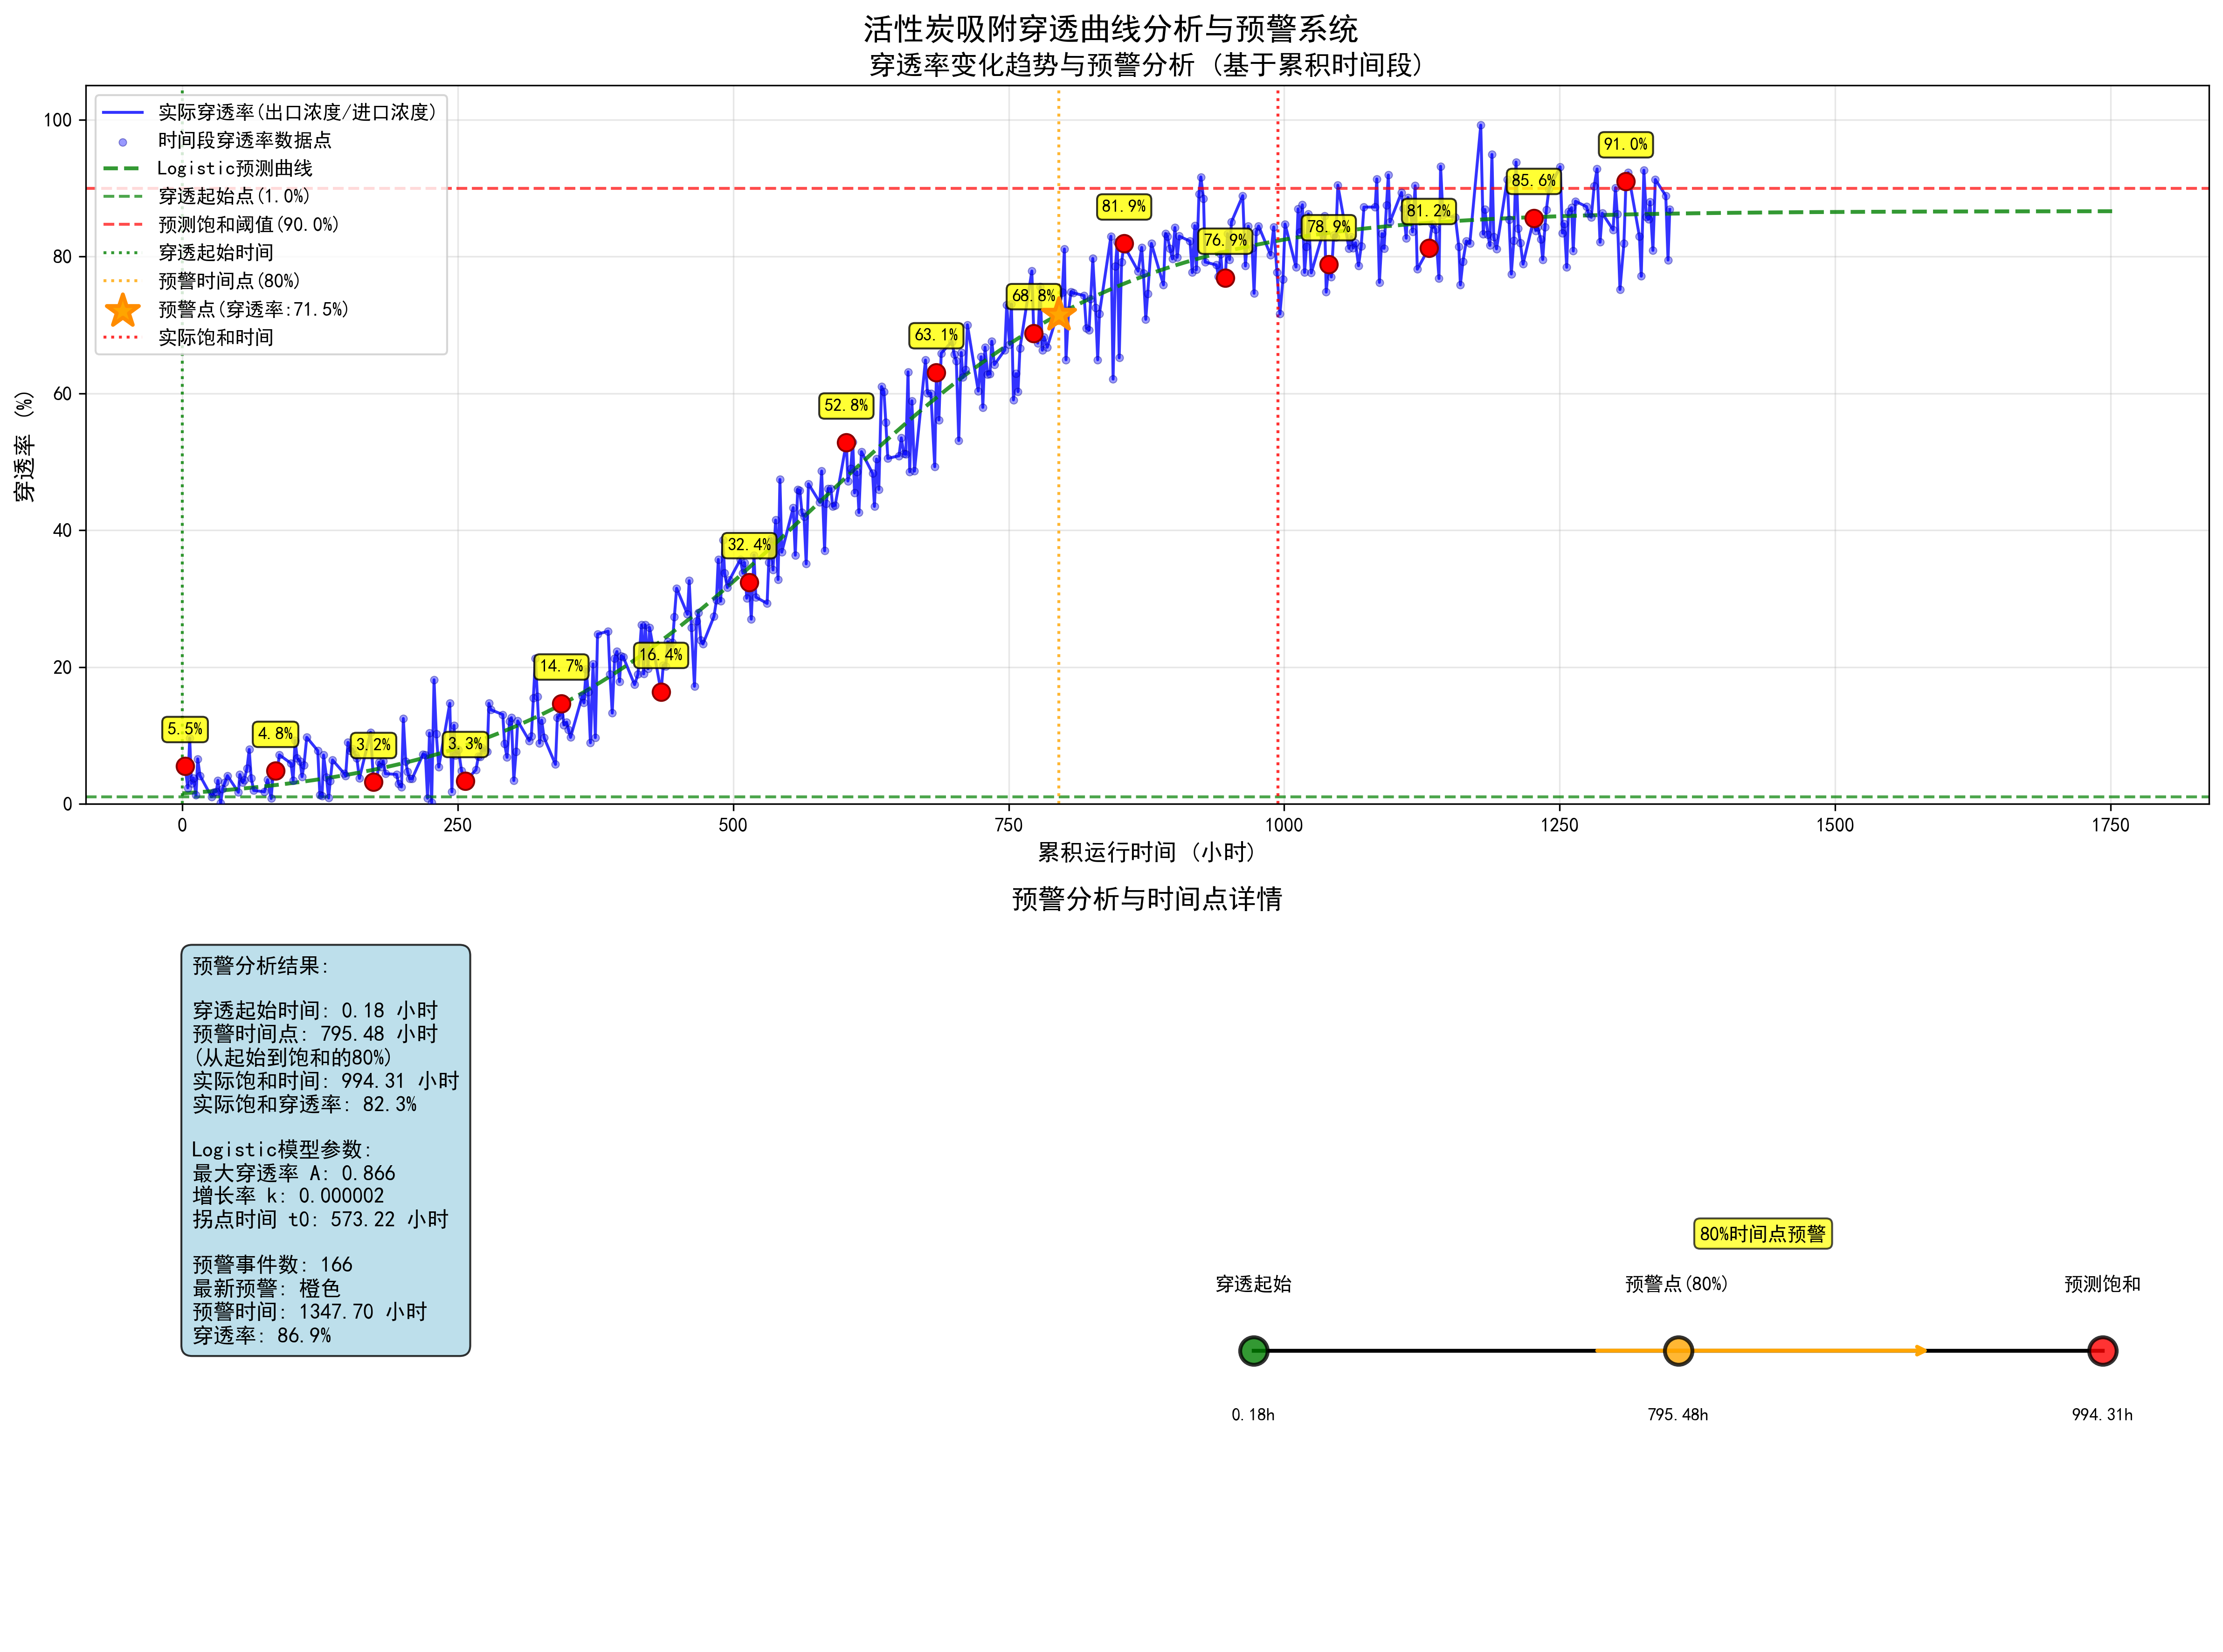 活性炭吸附穿透曲线分析与预警系统
穿透率变化趋势与预警分析 (基于累积时间段)
实际穿透率(出口浓度/进口浓度)
时间段穿透率数据点
Logistic预测曲线
穿透起始点(1.0%)
预测饱和阈值(90.0%)
穿透起始时间
预警时间点(80%)
预警点(穿透率:71.5%)
实际饱和时间
穿透率 (%)
100
80
60
40
20
0
5.5%
4.8%
3.2%
3.3%
14.7%
16.4%
32.4%
52.8%
63.1%
68.8%
81.9%
76.9%
78.9%
81.2%
85.6%
91.0%
0
250
500
750
1000
1250
1500
1750
累积运行时间 (小时)
预警分析与时间点详情
预警分析结果:
穿透起始时间: 0.18 小时
预警时间点: 795.48 小时
(从起始到饱和的80%)
实际饱和时间: 994.31 小时
实际饱和穿透率: 82.3%
Logistic模型参数:
最大穿透率 A: 0.866
增长率 k: 0.000002
拐点时间 t0: 573.22 小时
预警事件数: 166
最新预警: 橙色
预警时间: 1347.70 小时
穿透率: 86.9%
80%时间点预警
穿透起始
预警点(80%)
预测饱和
0.18h
795.48h
994.31h